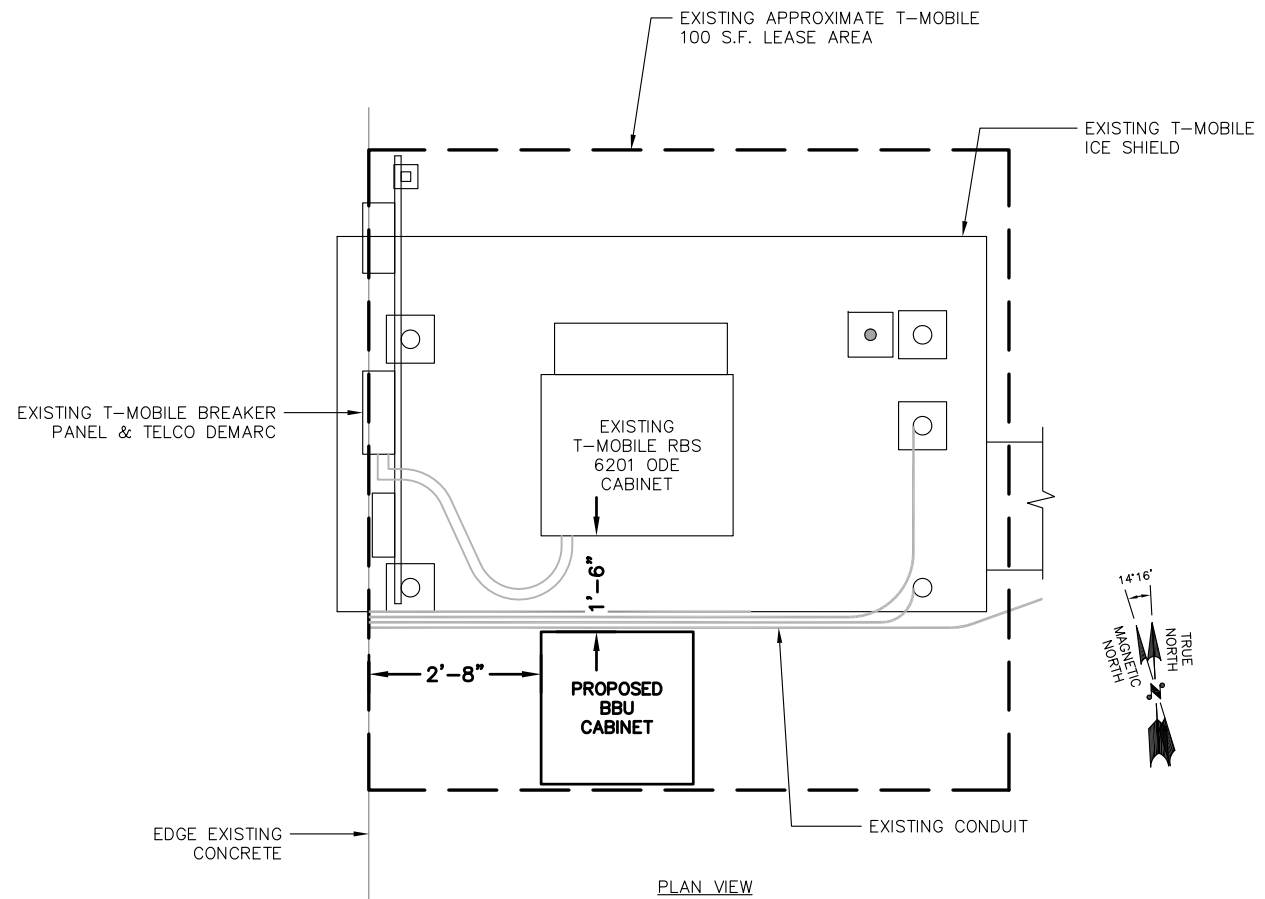 EXISTING APPROXIMATE T-MOBILE
100 S.F. LEASE AREA
EXISTING T-MOBILE
ICE SHIELD
EXISTING T-MOBILE BREAKER
PANEL & TELCO DEMARC
EXISTING
T-MOBILE RBS
6201 ODE
CABINET
1'-6"
2'-8"
PROPOSED
BBU
CABINET
14°16'
TRUE
NORTH
MAGNETIC
NORTH
N
EXISTING CONDUIT
EDGE EXISTING
CONCRETE
PLAN VIEW